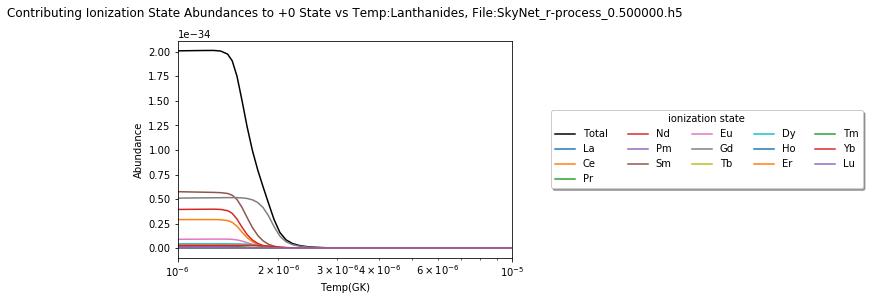 Contributing Ionization State Abundances to +0 State vs Temp:Lanthanides, File:SkyNet_r-process_0.500000.h5
1e−34
2.00
1.75
1.50
1.25
1.00
0.75
0.50
0.25
0.00
Abundance
10⁻⁶
2 × 10⁻⁶
3 × 10⁻⁶
4 × 10⁻⁶
6 × 10⁻⁶
10⁻⁵
Temp(GK)
ionization state
Total Nd Eu Dy Tm
La Pm Gd Ho Yb
Ce Sm Tb Er Lu
Pr